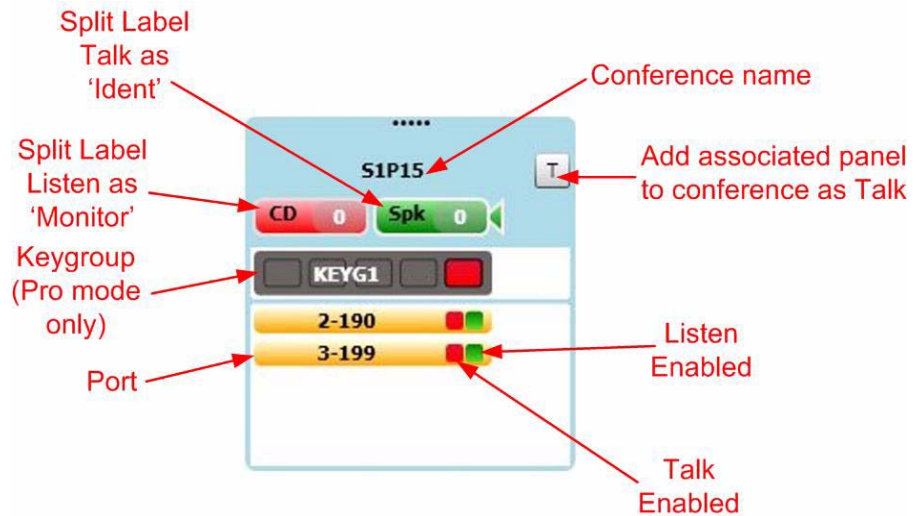 Split Label
Talk as
‘Ident’
Conference name
Split Label
Listen as
‘Monitor’
S1P15
T
Add associated panel
to conference as Talk
CD 0 Spk 0
Keygroup
(Pro mode
only)
KEYG1
2-190
3-199
Port
Listen
Enabled
Talk
Enabled